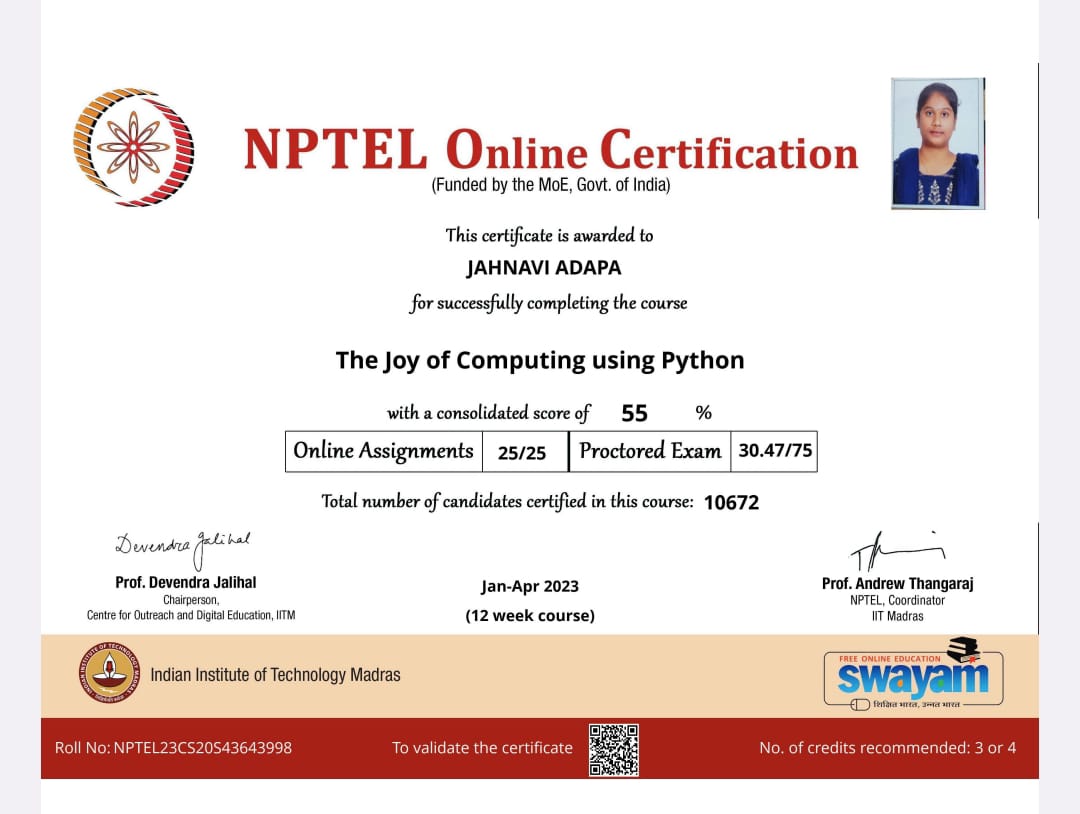 NPTEL Online Certification
(Funded by the MoE, Govt. of India)
This certificate is awarded to
JAHNAVI ADAPA
for successfully completing the course
The Joy of Computing using Python
with a consolidated score of 55 %
Online Assignments 25/25 Proctored Exam 30.47/75
Total number of candidates certified in this course: 10672
Devendra Jalihal
Prof. Devendra Jalihal
Chairperson,
Centre for Outreach and Digital Education, IITM
Jan-Apr 2023
(12 week course)
Prof. Andrew Thangaraj
NPTEL, Coordinator
IIT Madras
INDIAN INSTITUTE OF TECHNOLOGY MADRAS
Indian Institute of Technology Madras
FREE ONLINE EDUCATION
swayam
शिक्षित भारत, उन्नत भारत
Roll No: NPTEL23CS20S43643998
To validate the certificate
No. of credits recommended: 3 or 4